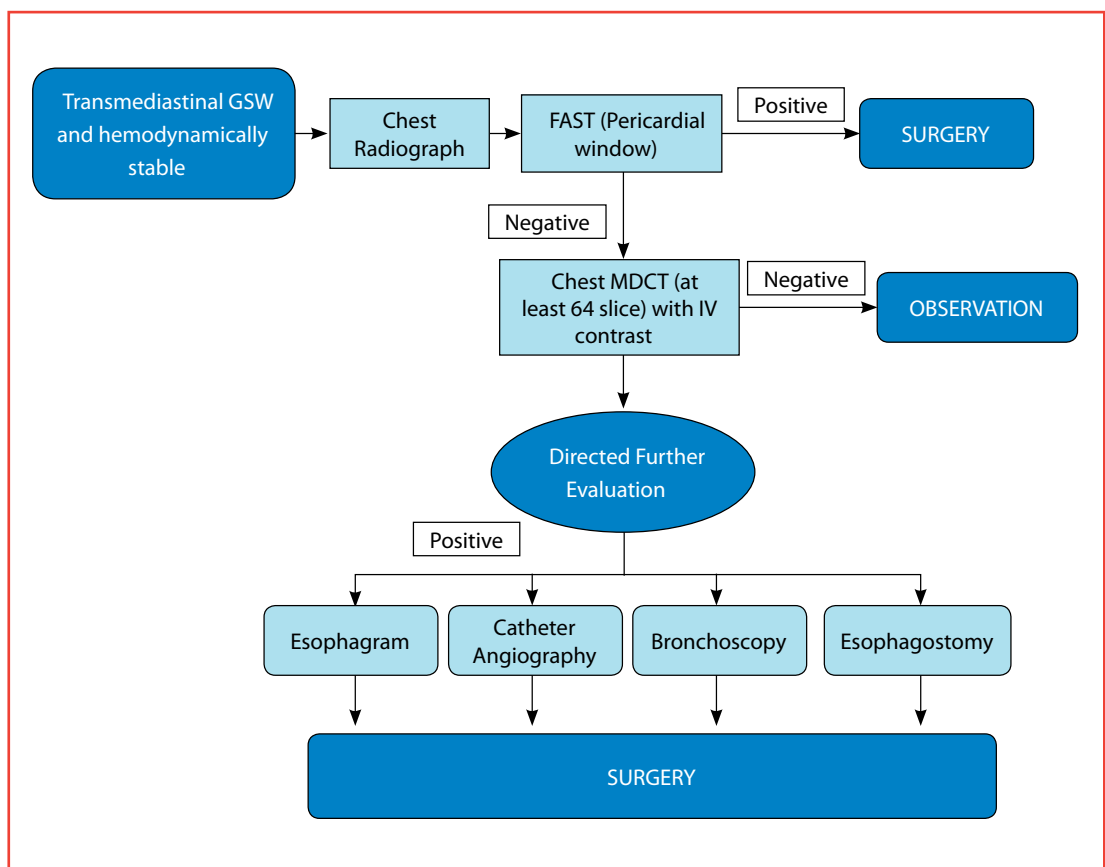 Transmediastinal GSW
and hemodynamically
stable
Chest
Radiograph
FAST (Pericardial
window)
Positive
SURGERY
Negative
Chest MDCT (at
least 64 slice) with IV
contrast
Negative
OBSERVATION
Directed Further
Evaluation
Positive
Esophagram
Catheter
Angiography
Bronchoscopy
Esophagostomy
SURGERY